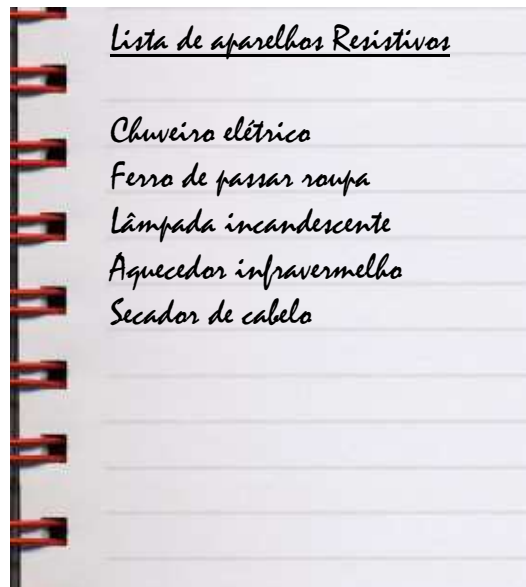 Lista de aparelhos Resistivos
Chuveiro elétrico
Ferro de passar roupa
Lâmpada incandescente
Aquecedor infravermelho
Secador de cabelo